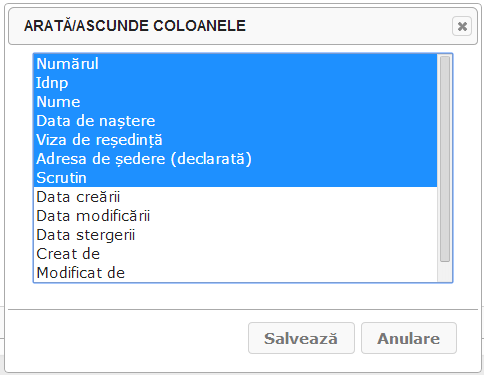 ARATĂ/ASCUNDE COLOANELE
Numărul
Idnp
Nume
Data de naștere
Viza de reședință
Adresa de ședere (declarată)
Scrutin
Data creării
Data modificării
Data stergerii
Creat de
Modificat de
Salvează Anulare